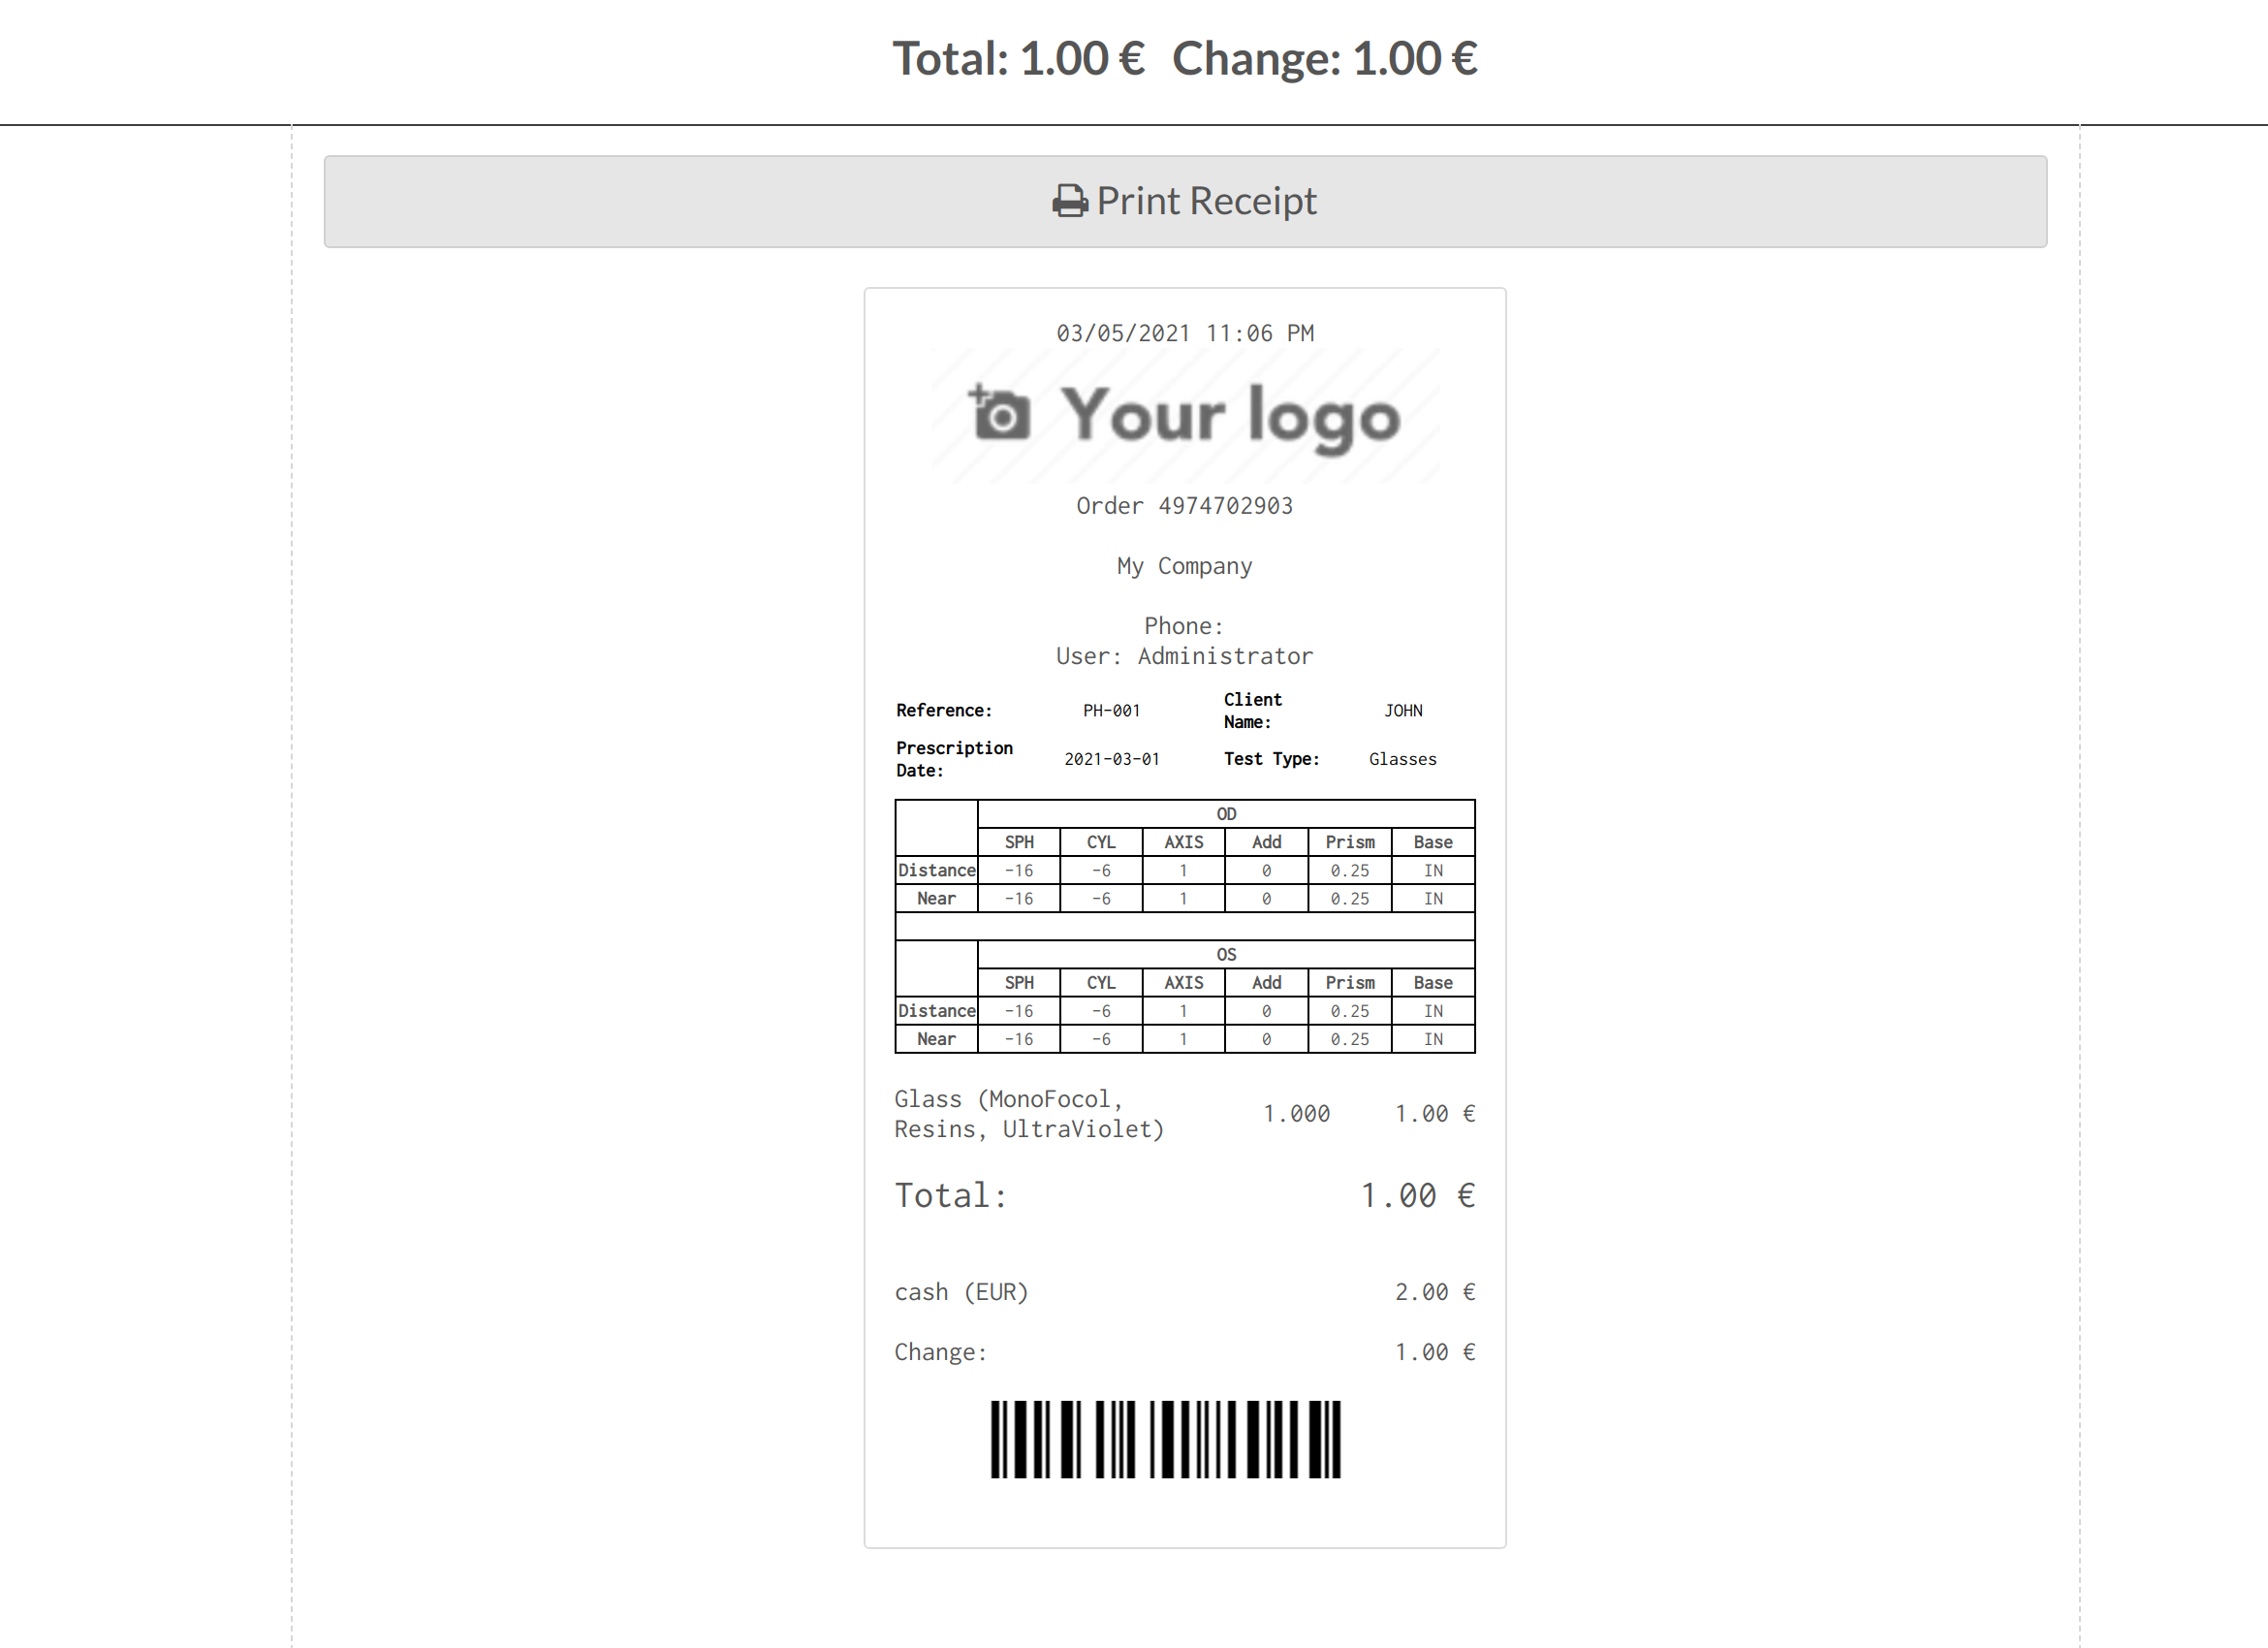 Total: 1.00 € Change: 1.00 €
Print Receipt
03/05/2021 11:06 PM
Your logo
Order 4974702903
My Company
Phone:
User: Administrator
Reference: PH-001 Client Name: JOHN
Prescription Date: 2021-03-01 Test Type: Glasses
OD
SPH CYL AXIS Add Prism Base
Distance -16 -6 1 0 0.25 IN
Near -16 -6 1 0 0.25 IN
OS
SPH CYL AXIS Add Prism Base
Distance -16 -6 1 0 0.25 IN
Near -16 -6 1 0 0.25 IN
Glass (MonoFocol,
Resins, UltraViolet) 1.000 1.00 €
Total: 1.00 €
cash (EUR) 2.00 €
Change: 1.00 €